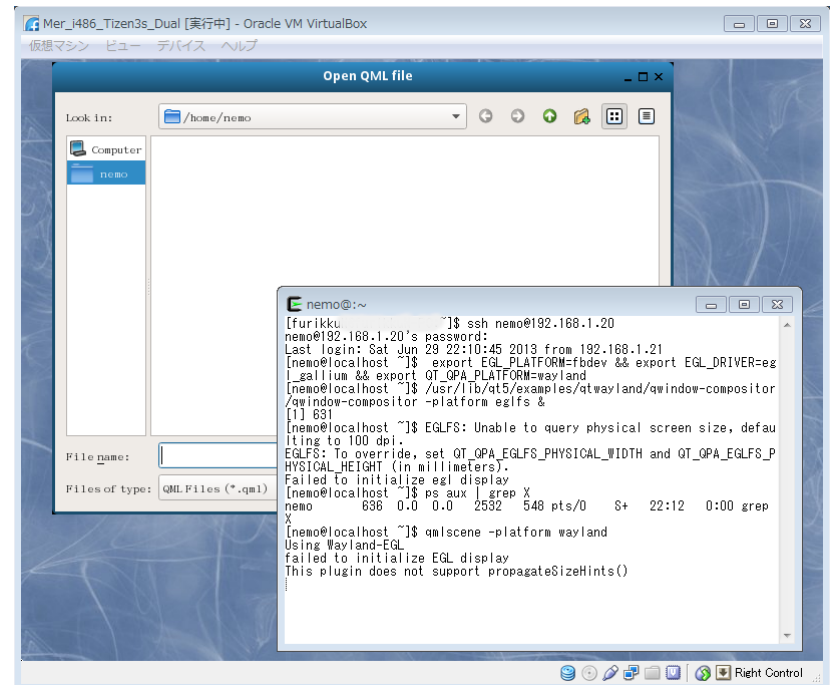 Mer_i486_Tizen3s_Dual [実行中] - Oracle VM VirtualBox
仮想マシン ビュー デバイス ヘルプ
Open QML file
Look in: /home/nemo
Computer
nemo
File name:
Files of type: QML Files (*.qml)
nemo@:~
[furikku ~]$ ssh nemo@192.168.1.20
nemo@192.168.1.20's password:
Last login: Sat Jun 29 22:10:45 2013 from 192.168.1.21
[nemo@localhost ~]$  export EGL_PLATFORM=fbdev && export EGL_DRIVER=eg
l_gallium && export QT_QPA_PLATFORM=wayland
[nemo@localhost ~]$ /usr/lib/qt5/examples/qtwayland/qwindow-compositor
/qwindow-compositor -platform eglfs &
[1] 631
[nemo@localhost ~]$ EGLFS: Unable to query physical screen size, defau
lting to 100 dpi.
EGLFS: To override, set QT_QPA_EGLFS_PHYSICAL_WIDTH and QT_QPA_EGLFS_P
HYSICAL_HEIGHT (in millimeters).
Failed to initialize egl display
[nemo@localhost ~]$ ps aux | grep X
nemo       636  0.0  0.0   2532   548 pts/0    S+   22:12   0:00 grep
X
[nemo@localhost ~]$ qmlscene -platform wayland
Using Wayland-EGL
failed to initialize EGL display
This plugin does not support propagateSizeHints()
Right Control